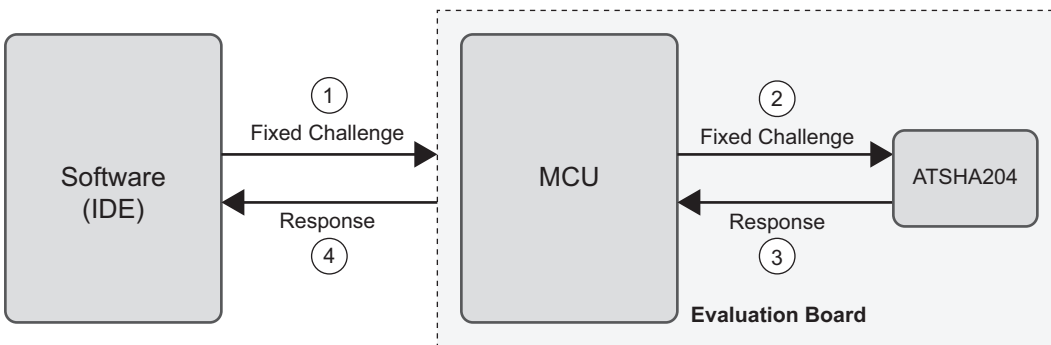 Software
(IDE)
1
Fixed Challenge
Response
4
MCU
2
Fixed Challenge
Response
3
ATSHA204
Evaluation Board